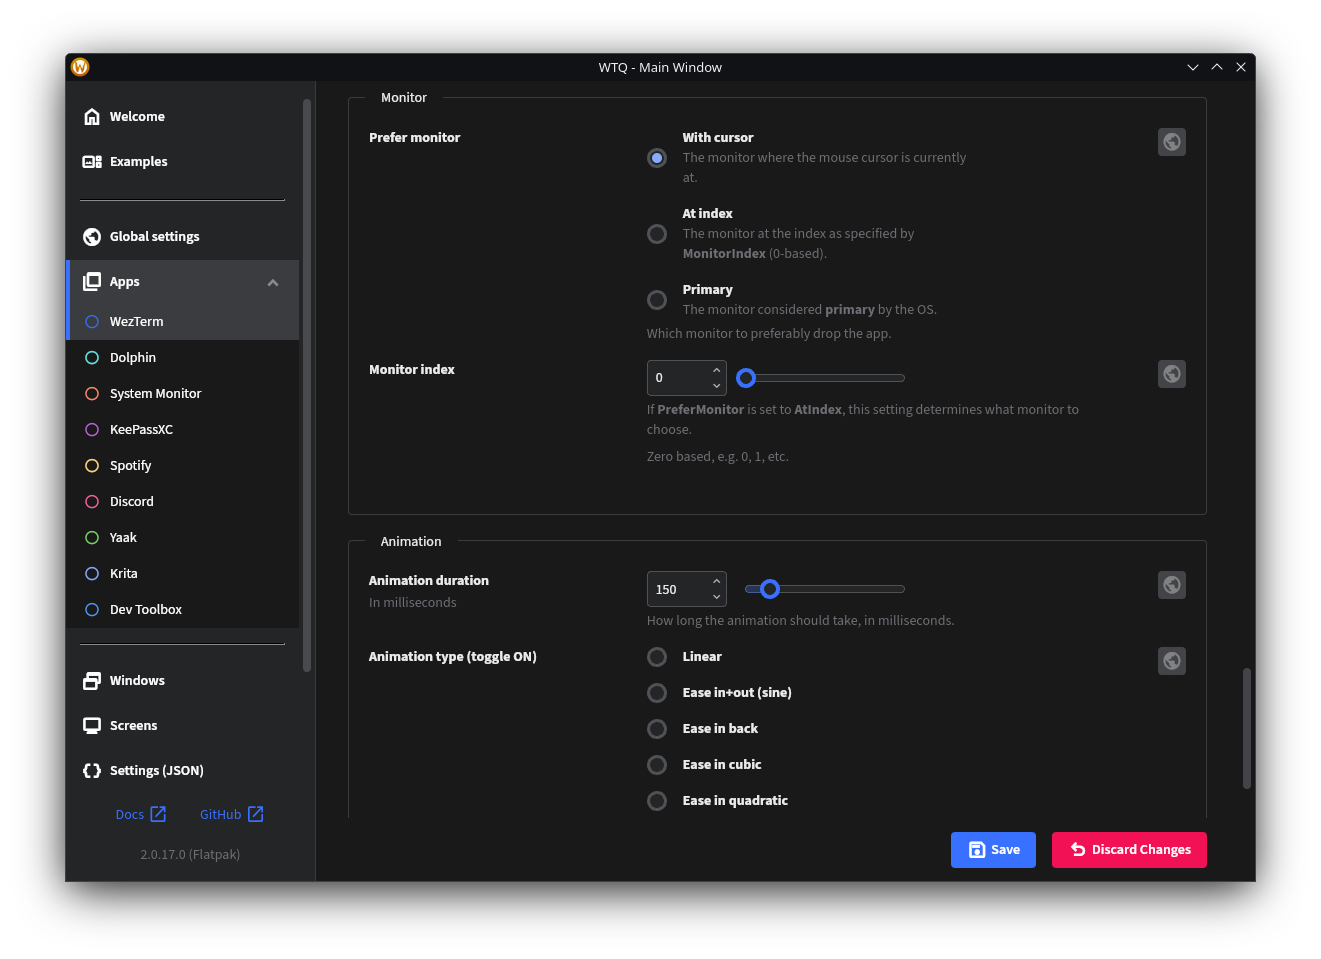 WTQ - Main Window
Welcome
Examples
Global settings
Apps
WezTerm
Dolphin
System Monitor
KeePassXC
Spotify
Discord
Yaak
Krita
Dev Toolbox
Windows
Screens
Settings (JSON)
Docs
GitHub
2.0.17.0 (Flatpak)
Monitor
Prefer monitor
With cursor
The monitor where the mouse cursor is currently
at.
At index
The monitor at the index as specified by
MonitorIndex (0-based).
Primary
The monitor considered primary by the OS.
Which monitor to preferably drop the app.
Monitor index
0
If PreferMonitor is set to AtIndex, this setting determines what monitor to
choose.
Zero based, e.g. 0, 1, etc.
Animation
Animation duration
In milliseconds
150
How long the animation should take, in milliseconds.
Animation type (toggle ON)
Linear
Ease in+out (sine)
Ease in back
Ease in cubic
Ease in quadratic
Save
Discard Changes